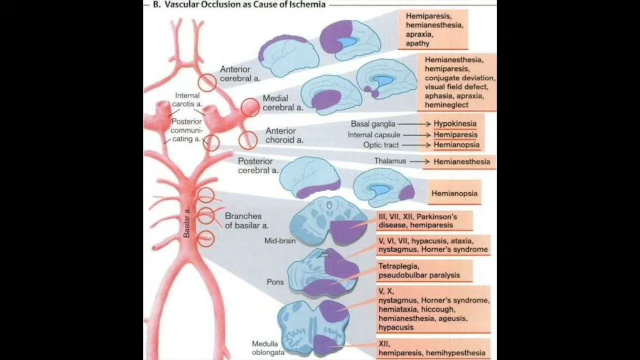 B. Vascular Occlusion as Cause of Ischemia
Hemiparesis,
hemianesthesia,
apraxia,
apathy
Anterior
cerebral a.
Hemianesthesia,
hemiparesis,
conjugate deviation,
visual field defect,
aphasia, apraxia,
hemineglect
Internal
carotis a.
Medial
cerebral a.
Posterior
communi-
cating a.
Anterior
choroid a.
Basal ganglia
Hypokinesia
Internal capsule
Hemiparesis
Optic tract
Hemianopsia
Posterior
cerebral a.
Thalamus
Hemianesthesia
Hemianopsia
Basilar a.
Branches
of basilar a.
Mid-brain
III, VII, XII, Parkinson's
disease, hemiparesis
V, VI, VII, hypacusis, ataxia,
nystagmus, Horner's syndrome
Pons
Tetraplegia,
pseudobulbar paralysis
V, X,
nystagmus, Horner's syndrome,
hemiataxia, hiccough,
hemianesthesia, ageusis,
hypacusis
Medulla
oblongata
XII,
hemiparesis, hemihypesthesia